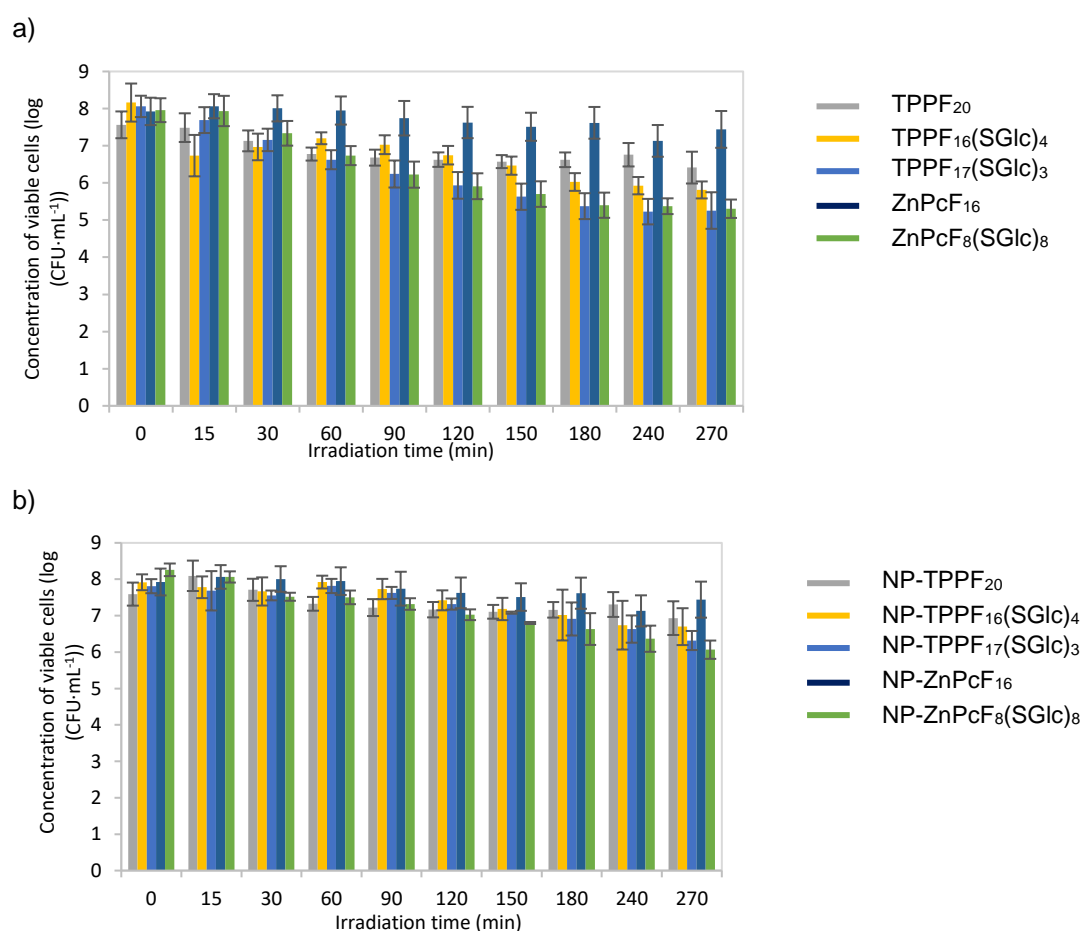 a)
Concentration of viable cells (log
(CFU·mL⁻¹))
9
8
7
6
5
4
3
2
1
0
0 15 30 60 90 120 150 180 240 270
Irradiation time (min)
TPPF₂₀
TPPF₁₆(SGlc)₄
TPPF₁₇(SGlc)₃
ZnPcF₁₆
ZnPcF₈(SGlc)₈
b)
Concentration of viable cells (log
(CFU·mL⁻¹))
9
8
7
6
5
4
3
2
1
0
0 15 30 60 90 120 150 180 240 270
Irradiation time (min)
NP-TPPF₂₀
NP-TPPF₁₆(SGlc)₄
NP-TPPF₁₇(SGlc)₃
NP-ZnPcF₁₆
NP-ZnPcF₈(SGlc)₈